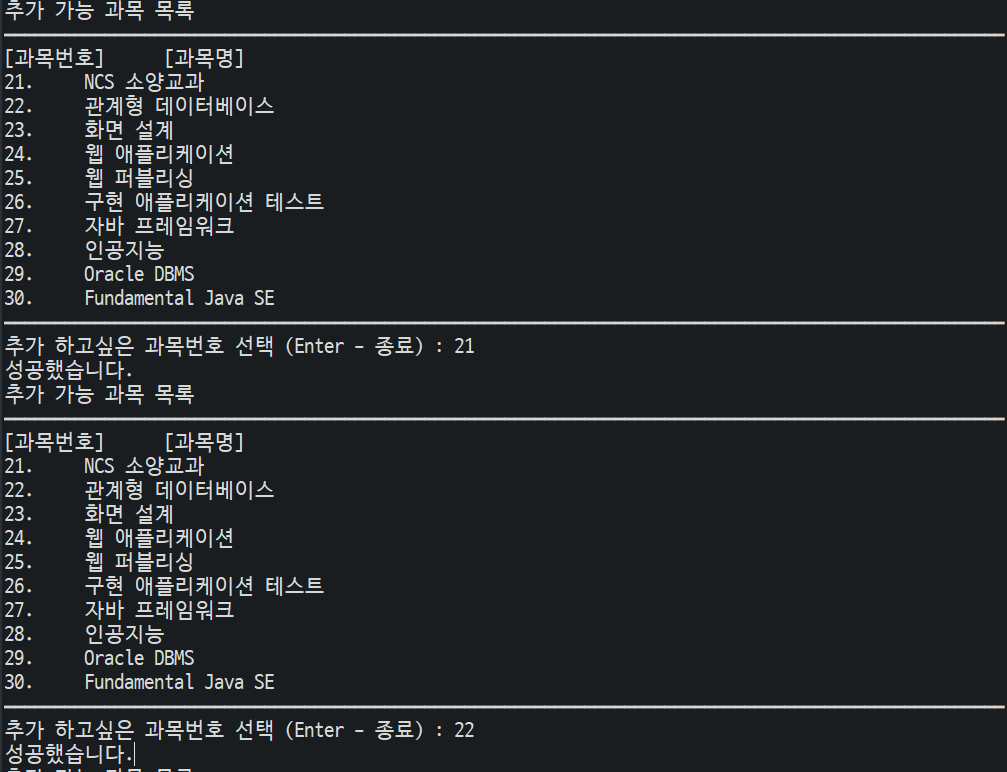 추가 가능 과목 목록
[과목번호] [과목명]
21. NCS 소양교과
22. 관계형 데이터베이스
23. 화면 설계
24. 웹 애플리케이션
25. 웹 퍼블리싱
26. 구현 애플리케이션 테스트
27. 자바 프레임워크
28. 인공지능
29. Oracle DBMS
30. Fundamental Java SE
추가 하고싶은 과목번호 선택 (Enter - 종료) : 21
성공했습니다.
추가 가능 과목 목록
[과목번호] [과목명]
21. NCS 소양교과
22. 관계형 데이터베이스
23. 화면 설계
24. 웹 애플리케이션
25. 웹 퍼블리싱
26. 구현 애플리케이션 테스트
27. 자바 프레임워크
28. 인공지능
29. Oracle DBMS
30. Fundamental Java SE
추가 하고싶은 과목번호 선택 (Enter - 종료) : 22
성공했습니다.